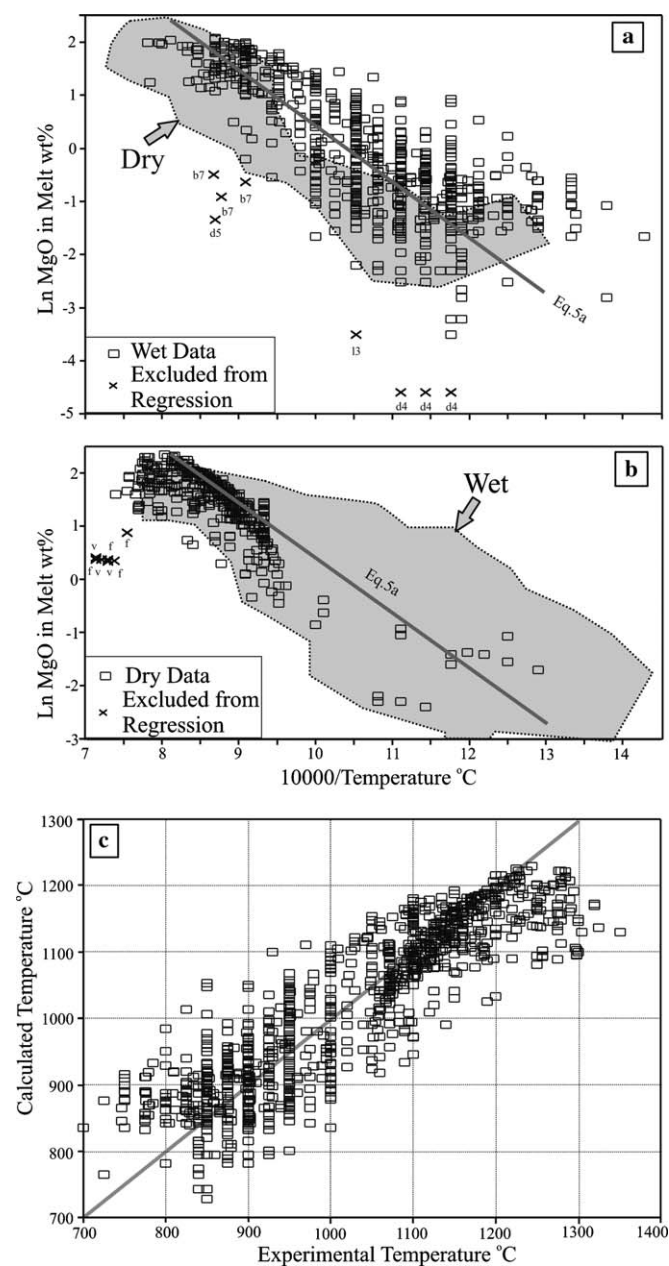 a
2
1
0
-1
-2
-3
-4
-5
Ln MgO in Melt wt%
Dry
b7
b7
b7
d5
l3
d4
d4
d4
Eq.5a
Wet Data
Excluded from
Regression
b
2
1
0
-1
-2
-3
Ln MgO in Melt wt%
Wet
v f f
f v v f
Eq.5a
Dry Data
Excluded from
Regression
7 8 9 10 11 12 13 14
10000/Temperature °C
c
1300
1200
1100
1000
900
800
700
Calculated Temperature °C
700 800 900 1000 1100 1200 1300 1400
Experimental Temperature °C